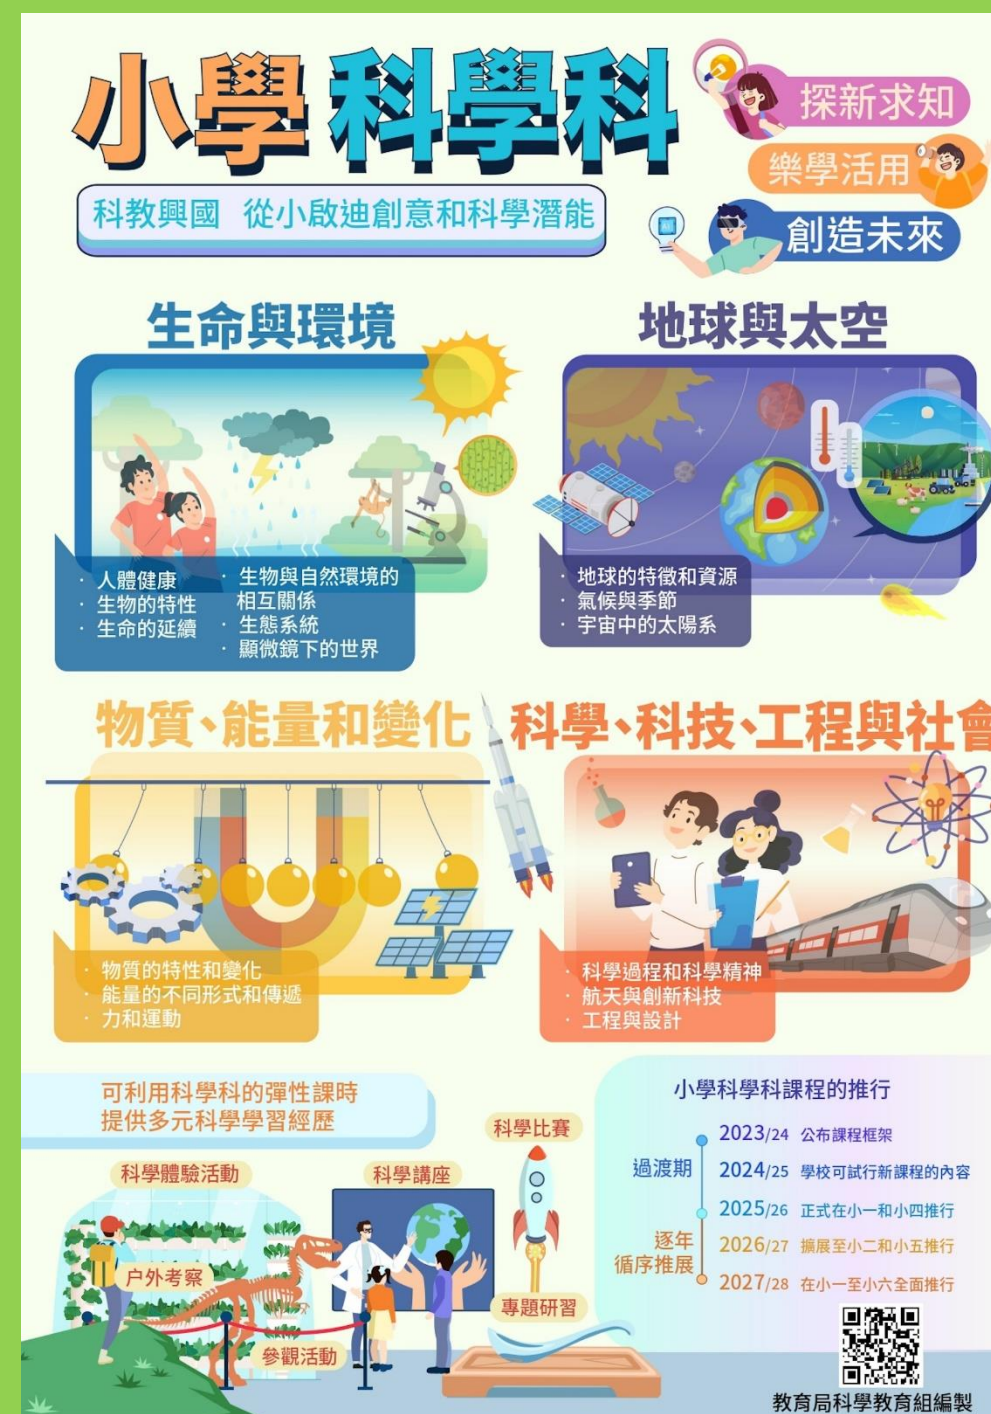 小學科學科
科教興國 從小啟迪創意和科學潛能
探新求知
樂學活用
創造未來
生命與環境
· 人體健康
· 生物的特性
· 生命的延續
· 生物與自然環境的
相互關係
· 生態系統
· 顯微鏡下的世界
地球與太空
· 地球的特徵和資源
· 氣候與季節
· 宇宙中的太陽系
物質、能量和變化
· 物質的特性和變化
· 能量的不同形式和傳遞
· 力和運動
科學、科技、工程與社會
· 科學過程和科學精神
· 航天與創新科技
· 工程與設計
可利用科學科的彈性課時
提供多元科學學習經歷
科學體驗活動
科學講座
科學比賽
户外考察
參觀活動
專題研習
小學科學科課程的推行
過渡期
2023/24 公布課程框架
2024/25 學校可試行新課程的內容
2025/26 正式在小一和小四推行
逐年
循序推展
2026/27 擴展至小二和小五推行
2027/28 在小一至小六全面推行
教育局科學教育組編製